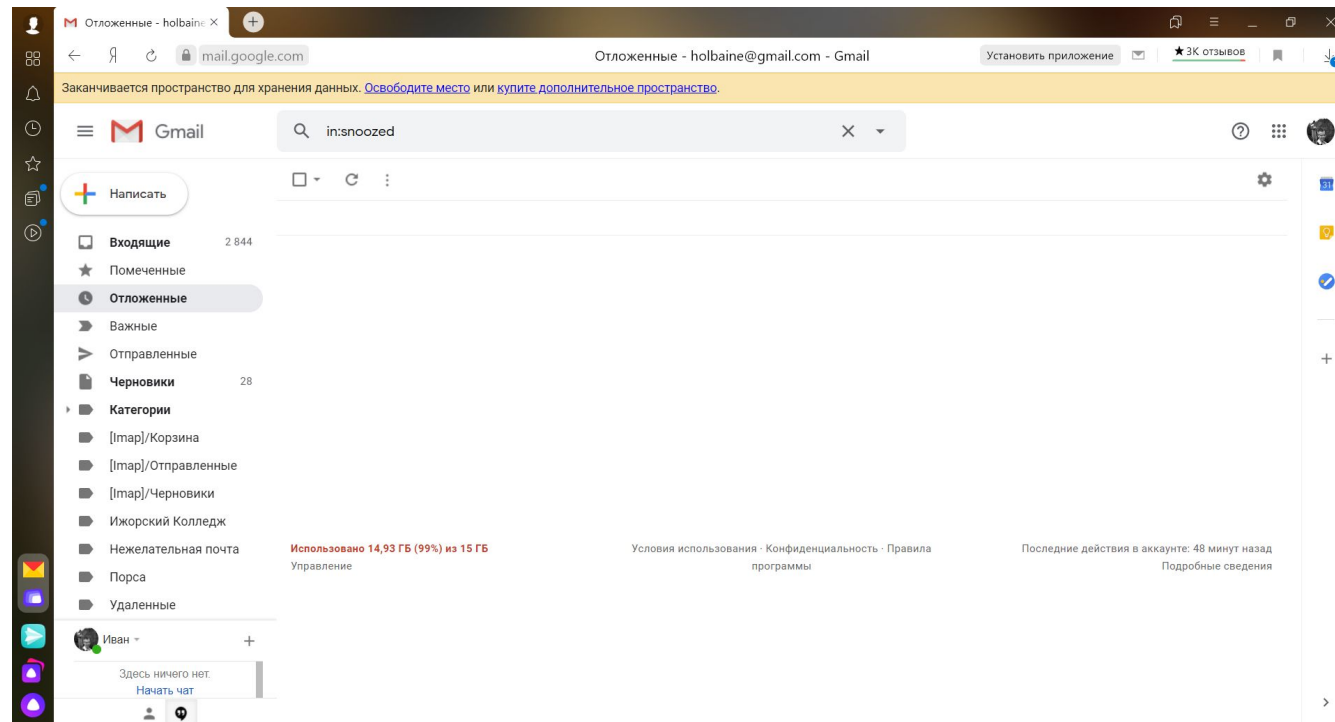 Отложенные - holbaine
mail.google.com
Отложенные - holbaine@gmail.com - Gmail
Установить приложение
★3К отзывов
Заканчивается пространство для хранения данных. Освободите место или купите дополнительное пространство.
Gmail
in:snoozed
Написать
31
Входящие 2 844
Помеченные
Отложенные
Важные
Отправленные
Черновики 28
Категории
[Imap]/Корзина
[Imap]/Отправленные
[Imap]/Черновики
Ижорский Колледж
Нежелательная почта
Порса
Удаленные
Использовано 14,93 ГБ (99%) из 15 ГБ
Управление
Условия использования · Конфиденциальность · Правила
программы
Последние действия в аккаунте: 48 минут назад
Подробные сведения
Иван
Здесь ничего нет.
Начать чат